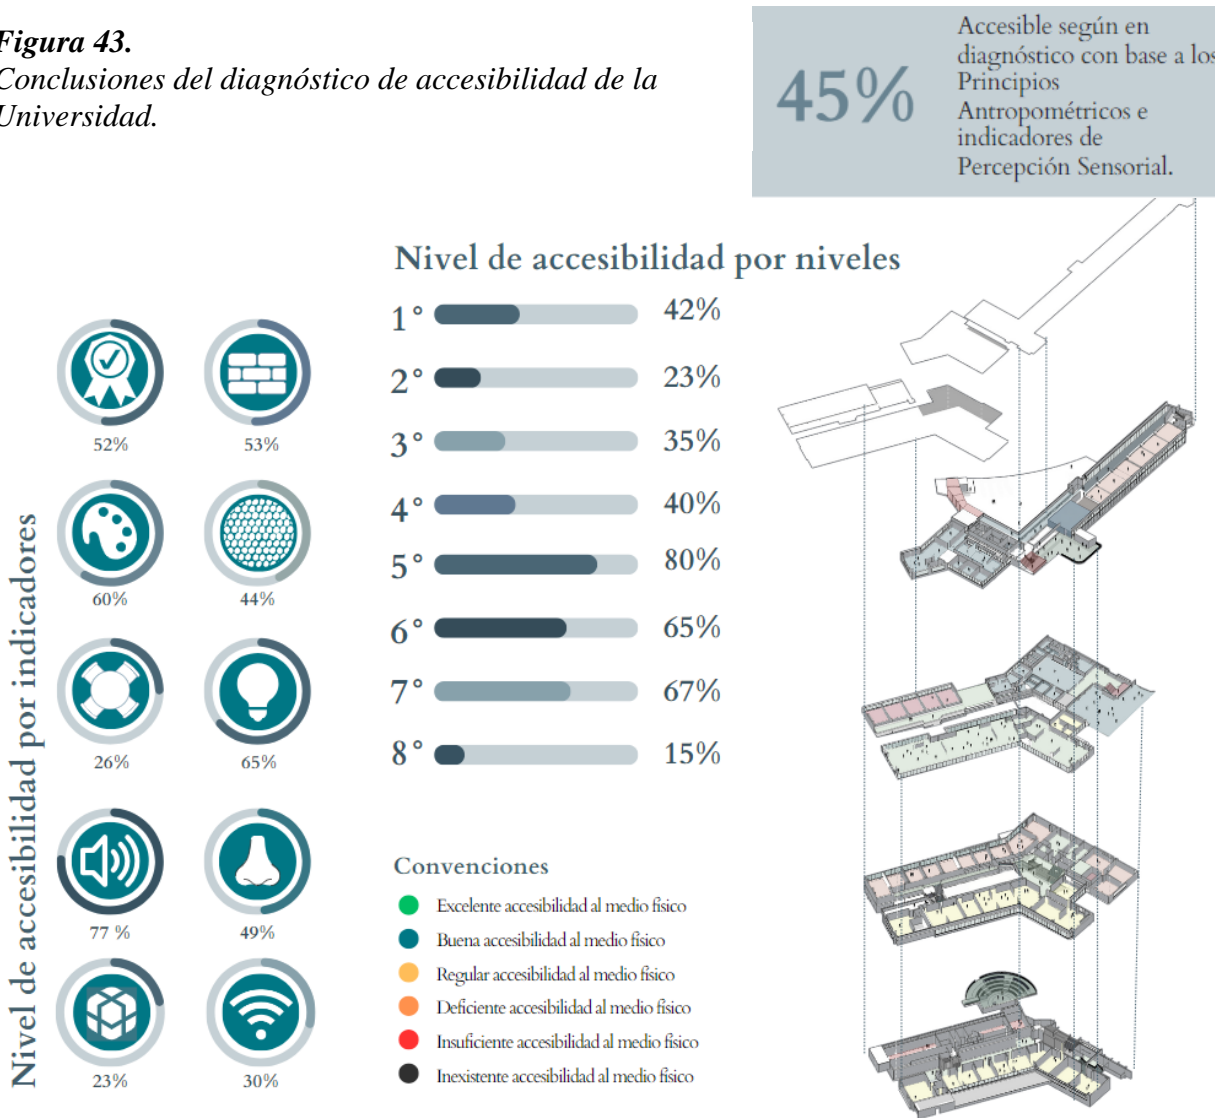 Figura 43.
Conclusiones del diagnóstico de accesibilidad de la
Universidad.
45%
Accesible según en
diagnóstico con base a los
Principios
Antropométricos e
indicadores de
Percepción Sensorial.
Nivel de accesibilidad por niveles
1° 42%
2° 23%
3° 35%
4° 40%
5° 80%
6° 65%
7° 67%
8° 15%
Nivel de accesibilidad por indicadores
52% 53%
60% 44%
26% 65%
77 % 49%
23% 30%
Convenciones
Excelente accesibilidad al medio físico
Buena accesibilidad al medio físico
Regular accesibilidad al medio físico
Deficiente accesibilidad al medio físico
Insuficiente accesibilidad al medio físico
Inexistente accesibilidad al medio físico